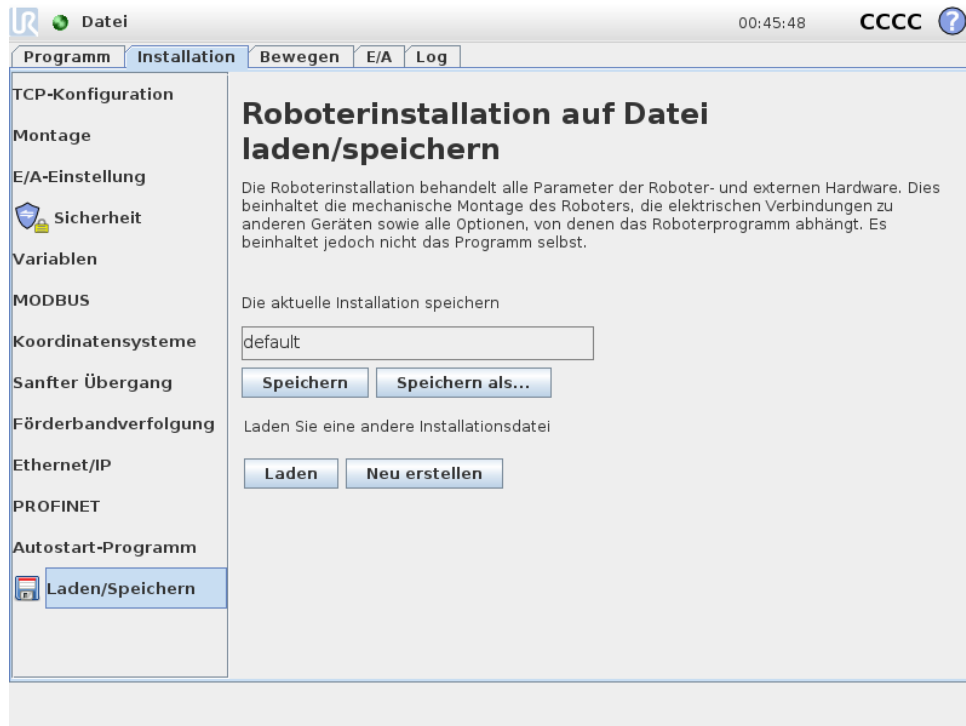 UR Datei 00:45:48 CCCC ?
Programm Installation Bewegen E/A Log
TCP-Konfiguration
Montage
E/A-Einstellung
Sicherheit
Variablen
MODBUS
Koordinatensysteme
Sanfter Übergang
Förderbandverfolgung
Ethernet/IP
PROFINET
Autostart-Programm
Laden/Speichern
Roboterinstallation auf Datei
laden/speichern
Die Roboterinstallation behandelt alle Parameter der Roboter- und externen Hardware. Dies
beinhaltet die mechanische Montage des Roboters, die elektrischen Verbindungen zu
anderen Geräten sowie alle Optionen, von denen das Roboterprogramm abhängt. Es
beinhaltet jedoch nicht das Programm selbst.
Die aktuelle Installation speichern
default
Speichern Speichern als...
Laden Sie eine andere Installationsdatei
Laden Neu erstellen